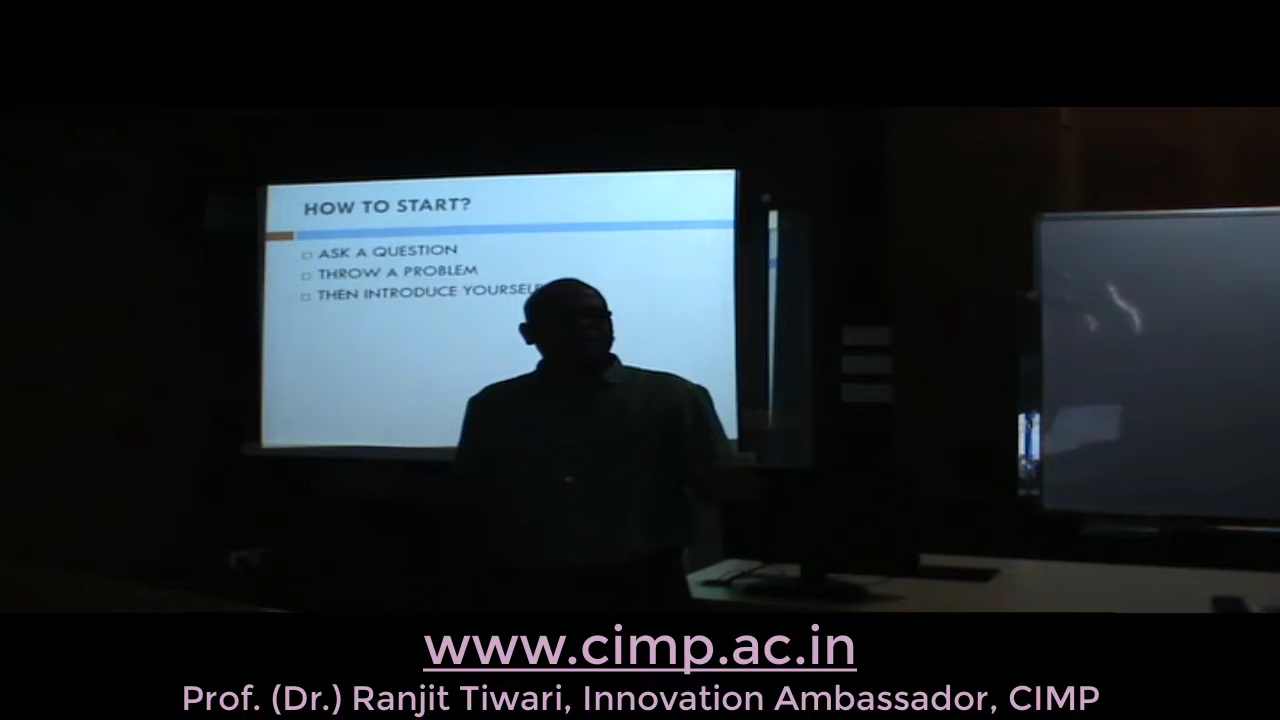 HOW TO START?
ASK A QUESTION
THROW A PROBLEM
THEN INTRODUCE YOURSELF
www.cimp.ac.in
Prof. (Dr.) Ranjit Tiwari, Innovation Ambassador, CIMP